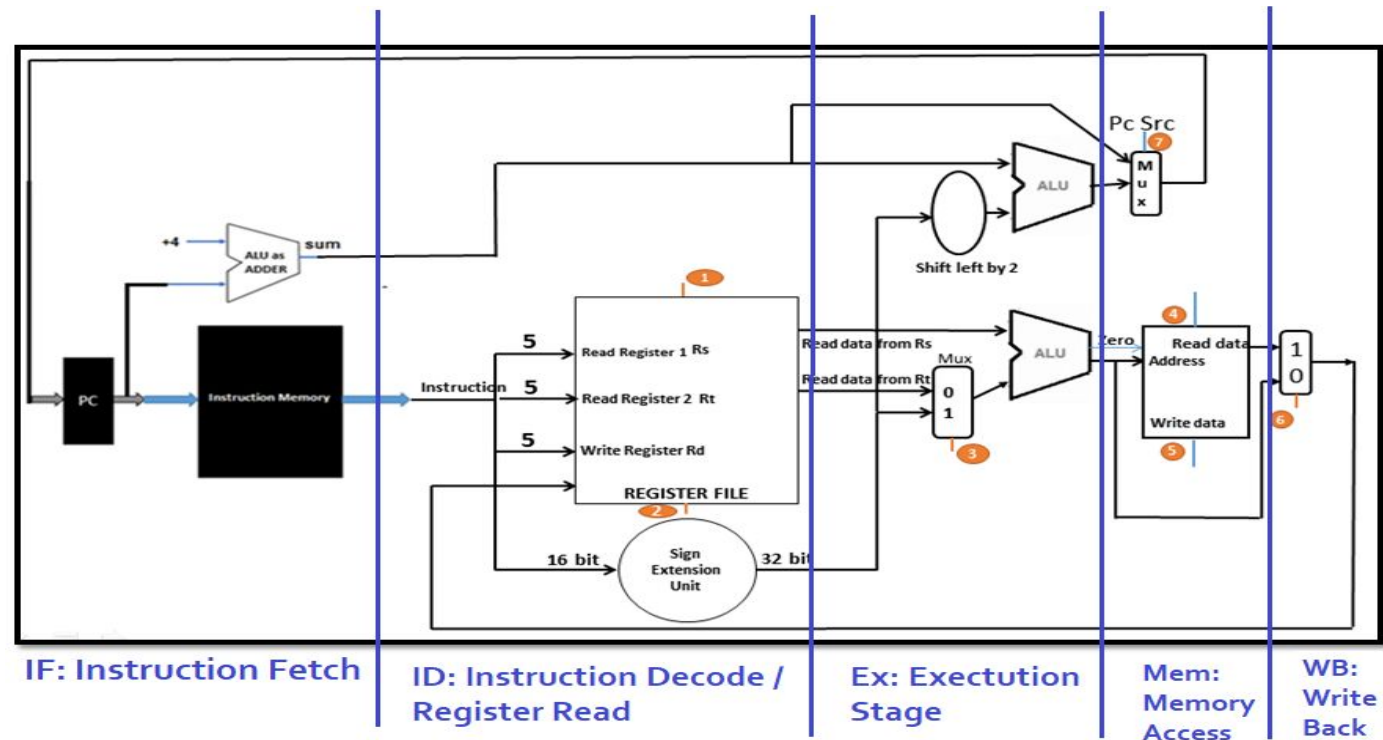 Pc Src
7
M
u
x
ALU
+4
ALU as
ADDER
sum
Shift left by 2
1
5
Read Register 1 Rs
Read data from Rs
ALU
Zero
4
Read data
Address
1
0
PC
Instruction Memory
Instruction
5
Read Register 2 Rt
Read data from Rt
Mux
0
1
5
Write Register Rd
3
Write data
5
6
REGISTER FILE
2
16 bit
Sign
Extension
Unit
32 bit
IF: Instruction Fetch
ID: Instruction Decode /
Register Read
Ex: Exectution
Stage
Mem:
Memory
Access
WB:
Write
Back